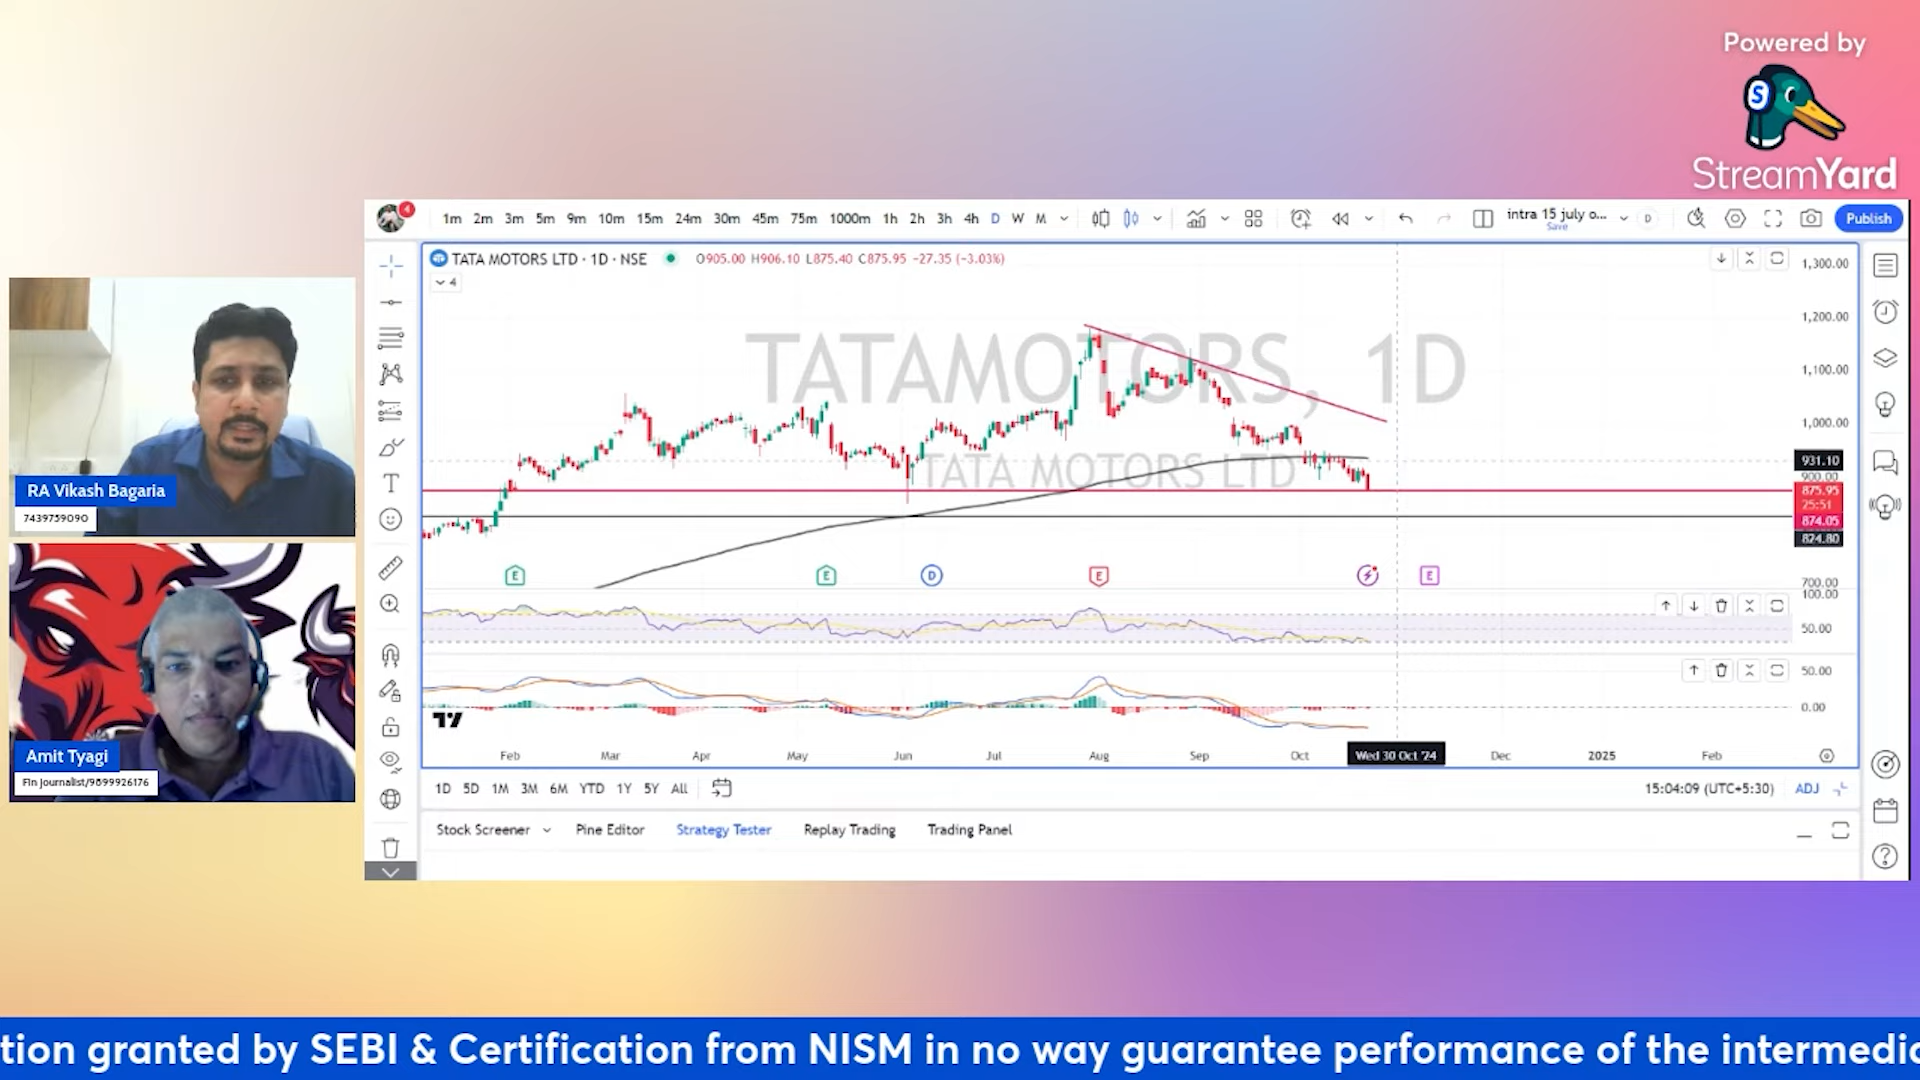 Powered by
StreamYard
4
1m 2m 3m 5m 9m 10m 15m 24m 30m 45m 75m 1000m 1h 2h 3h 4h D W M
intra 15 july o...
Save
D
Publish
TATA MOTORS LTD · 1D · NSE
O905.00 H906.10 L875.40 C875.95 -27.35 (-3.03%)
4
TATAMOTORS, 1D
TATA MOTORS LTD
1,300.00
1,200.00
1,100.00
1,000.00
931.10
900.00
875.95
25:51
874.05
824.80
700.00
E E D E E
100.00
50.00
50.00
0.00
Feb Mar Apr May Jun Jul Aug Sep Oct Wed 30 Oct '24 Dec 2025 Feb
1D 5D 1M 3M 6M YTD 1Y 5Y All
15:04:09 (UTC+5:30) ADJ
Stock Screener Pine Editor Strategy Tester Replay Trading Trading Panel
RA Vikash Bagaria
7439759090
Amit Tyagi
Fin Journalist/9899926176
tion granted by SEBI & Certification from NISM in no way guarantee performance of the intermedia